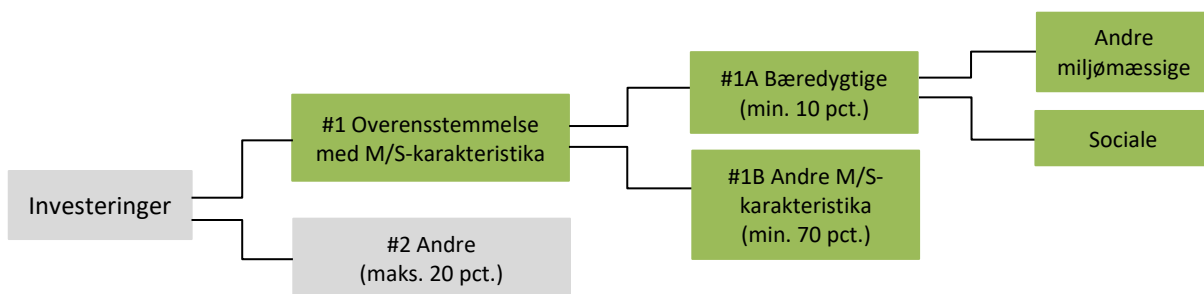 Investeringer
#1 Overensstemmelse
med M/S-karakteristika
#2 Andre
(maks. 20 pct.)
#1A Bæredygtige
(min. 10 pct.)
#1B Andre M/S-
karakteristika
(min. 70 pct.)
Andre
miljømæssige
Sociale